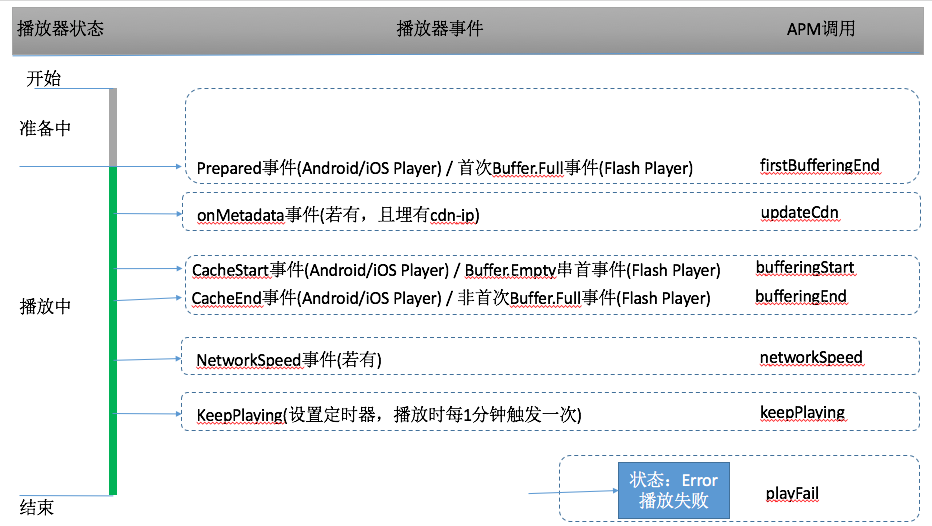 播放器状态 播放器事件 APM调用
开始
准备中
Prepared事件(Android/iOS Player) / 首次Buffer.Full事件(Flash Player) firstBufferingEnd
onMetadata事件(若有，且埋有cdn-ip) updateCdn
CacheStart事件(Android/iOS Player) / Buffer.Empty串首事件(Flash Player) bufferingStart
CacheEnd事件(Android/iOS Player) / 非首次Buffer.Full事件(Flash Player) bufferingEnd
播放中
NetworkSpeed事件(若有) networkSpeed
KeepPlaying(设置定时器，播放时每1分钟触发一次) keepPlaying
状态：Error
播放失败
playFail
结束